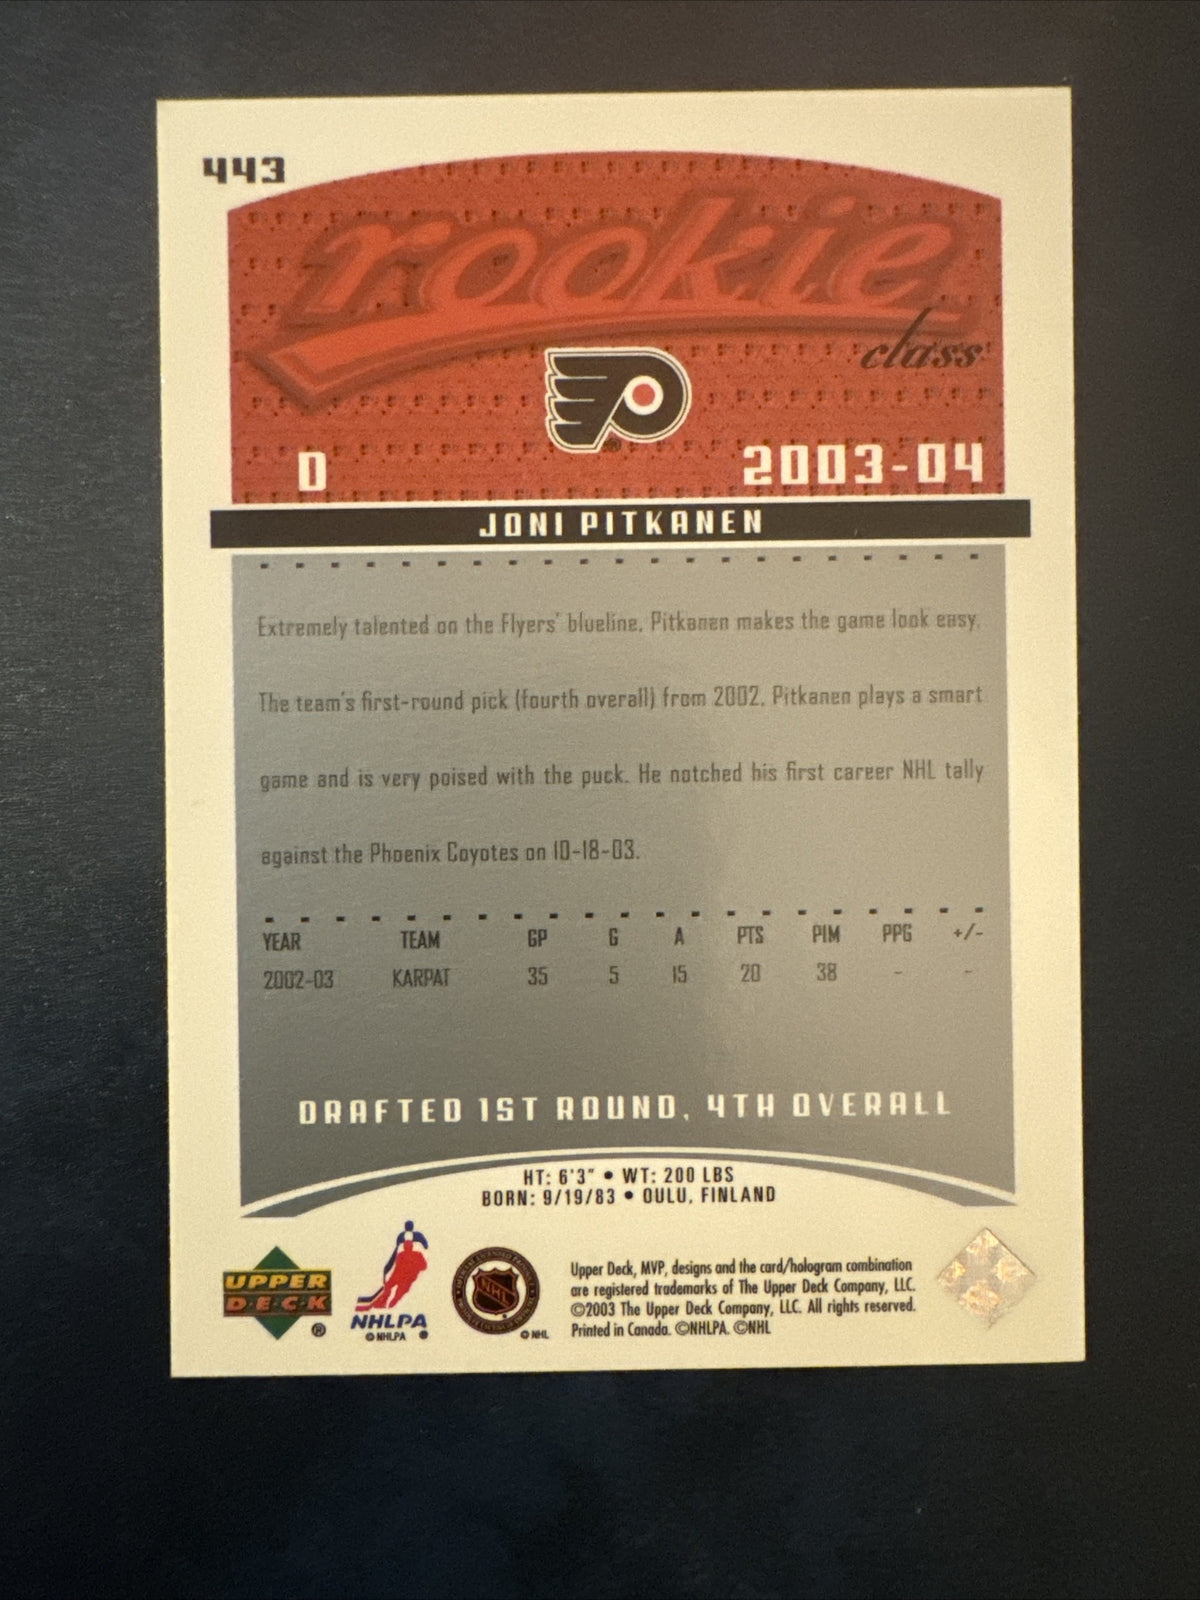 443
rookie
class
D
2003-04
JONI PITKANEN
Extremely talented on the Flyers' blueline, Pitkanen makes the game look easy.
The team's first-round pick (fourth overall) from 2002, Pitkanen plays a smart
game and is very poised with the puck. He notched his first career NHL tally
against the Phoenix Coyotes on 10-18-03.
YEAR TEAM GP G A PTS PIM PPG +/-
2002-03 KARPAT 35 5 15 20 38 - -
DRAFTED 1ST ROUND, 4TH OVERALL
HT: 6'3" • WT: 200 LBS
BORN: 9/19/83 • OULU, FINLAND
UPPER
DECK
®
NHLPA
© NHLPA ®
NHL
© NHL
Upper Deck, MVP, designs and the card/hologram combination
are registered trademarks of The Upper Deck Company, LLC.
©2003 The Upper Deck Company, LLC. All rights reserved.
Printed in Canada. ©NHLPA. ©NHL